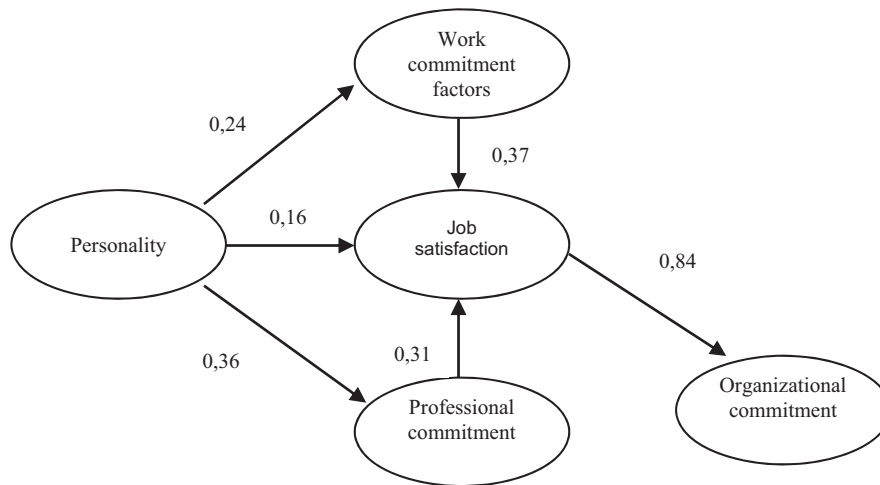 Work
commitment
factors
0,24
0,37
Personality
0,16
Job
satisfaction
0,84
0,36
0,31
Professional
commitment
Organizational
commitment